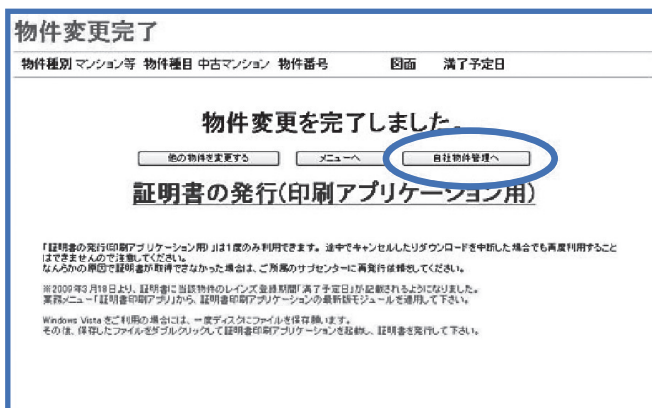 物件変更完了
物件種別 マンション等 物件種目 中古マンション 物件番号 図面 満了予定日
物件変更を完了しました。
他の物件を変更する メニューへ 自社物件管理へ
証明書の発行(印刷アプリケーション用)
「証明書の発行(印刷アプリケーション用)」は1度のみ利用できます。途中でキャンセルしたりダウンロードを中断した場合でも再度利用すること
はできませんので注意してください。
なんらかの原因で証明書が取得できなかった場合は、ご所属のサブセンターに再発行依頼をしてください。
※2009年3月18日より、証明書に当該物件のレインズ登録期間「満了予定日」が記載されるようになりました。
業務メニュー「証明書印刷アプリ」から、証明書印刷アプリケーションの最新版モジュールを適用して下さい。
Windows Vista をご利用の場合には、一度ディスクにファイルを保存願います。
その後、保存したファイルをダブルクリックして証明書印刷アプリケーションを起動し、証明書を発行して下さい。